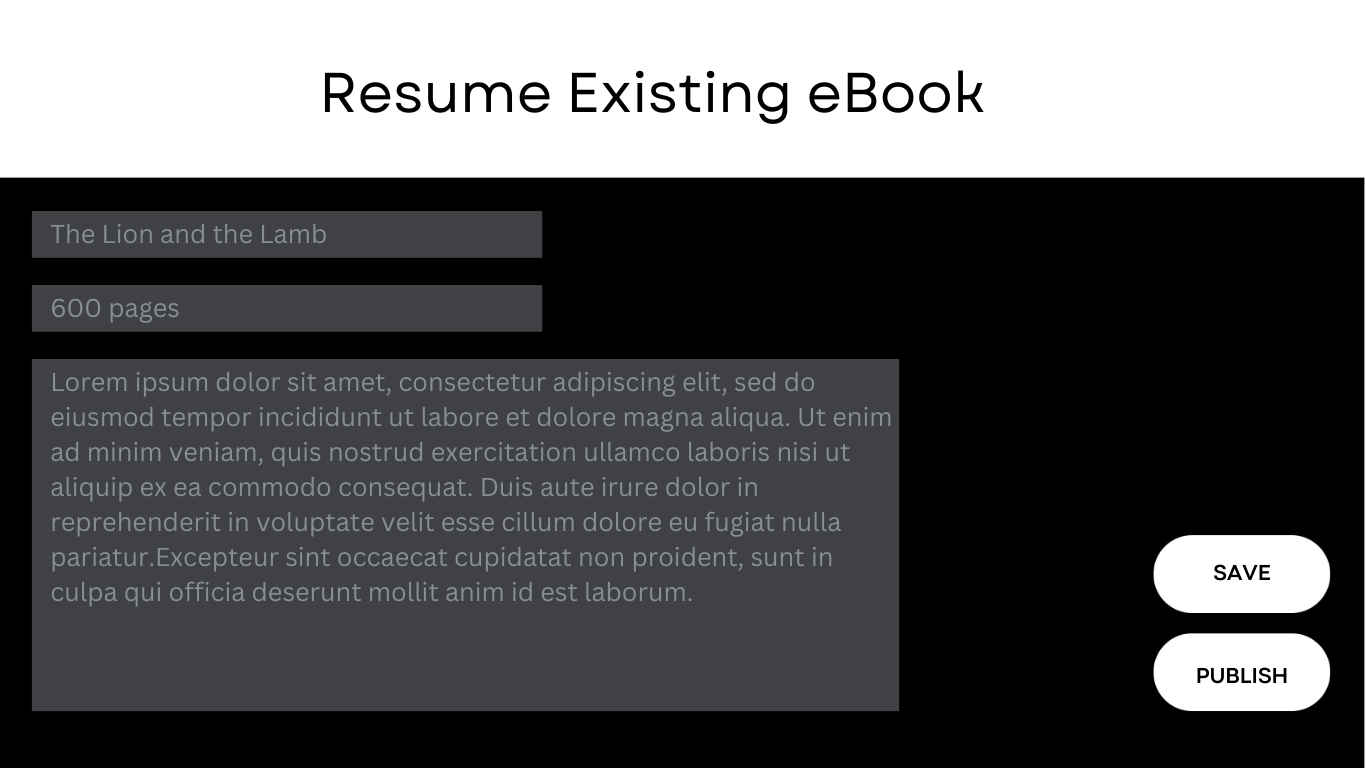 Resume Existing eBook
The Lion and the Lamb
600 pages
Lorem ipsum dolor sit amet, consectetur adipiscing elit, sed do
eiusmod tempor incididunt ut labore et dolore magna aliqua. Ut enim
ad minim veniam, quis nostrud exercitation ullamco laboris nisi ut
aliquip ex ea commodo consequat. Duis aute irure dolor in
reprehenderit in voluptate velit esse cillum dolore eu fugiat nulla
pariatur.Excepteur sint occaecat cupidatat non proident, sunt in
culpa qui officia deserunt mollit anim id est laborum.
SAVE
PUBLISH